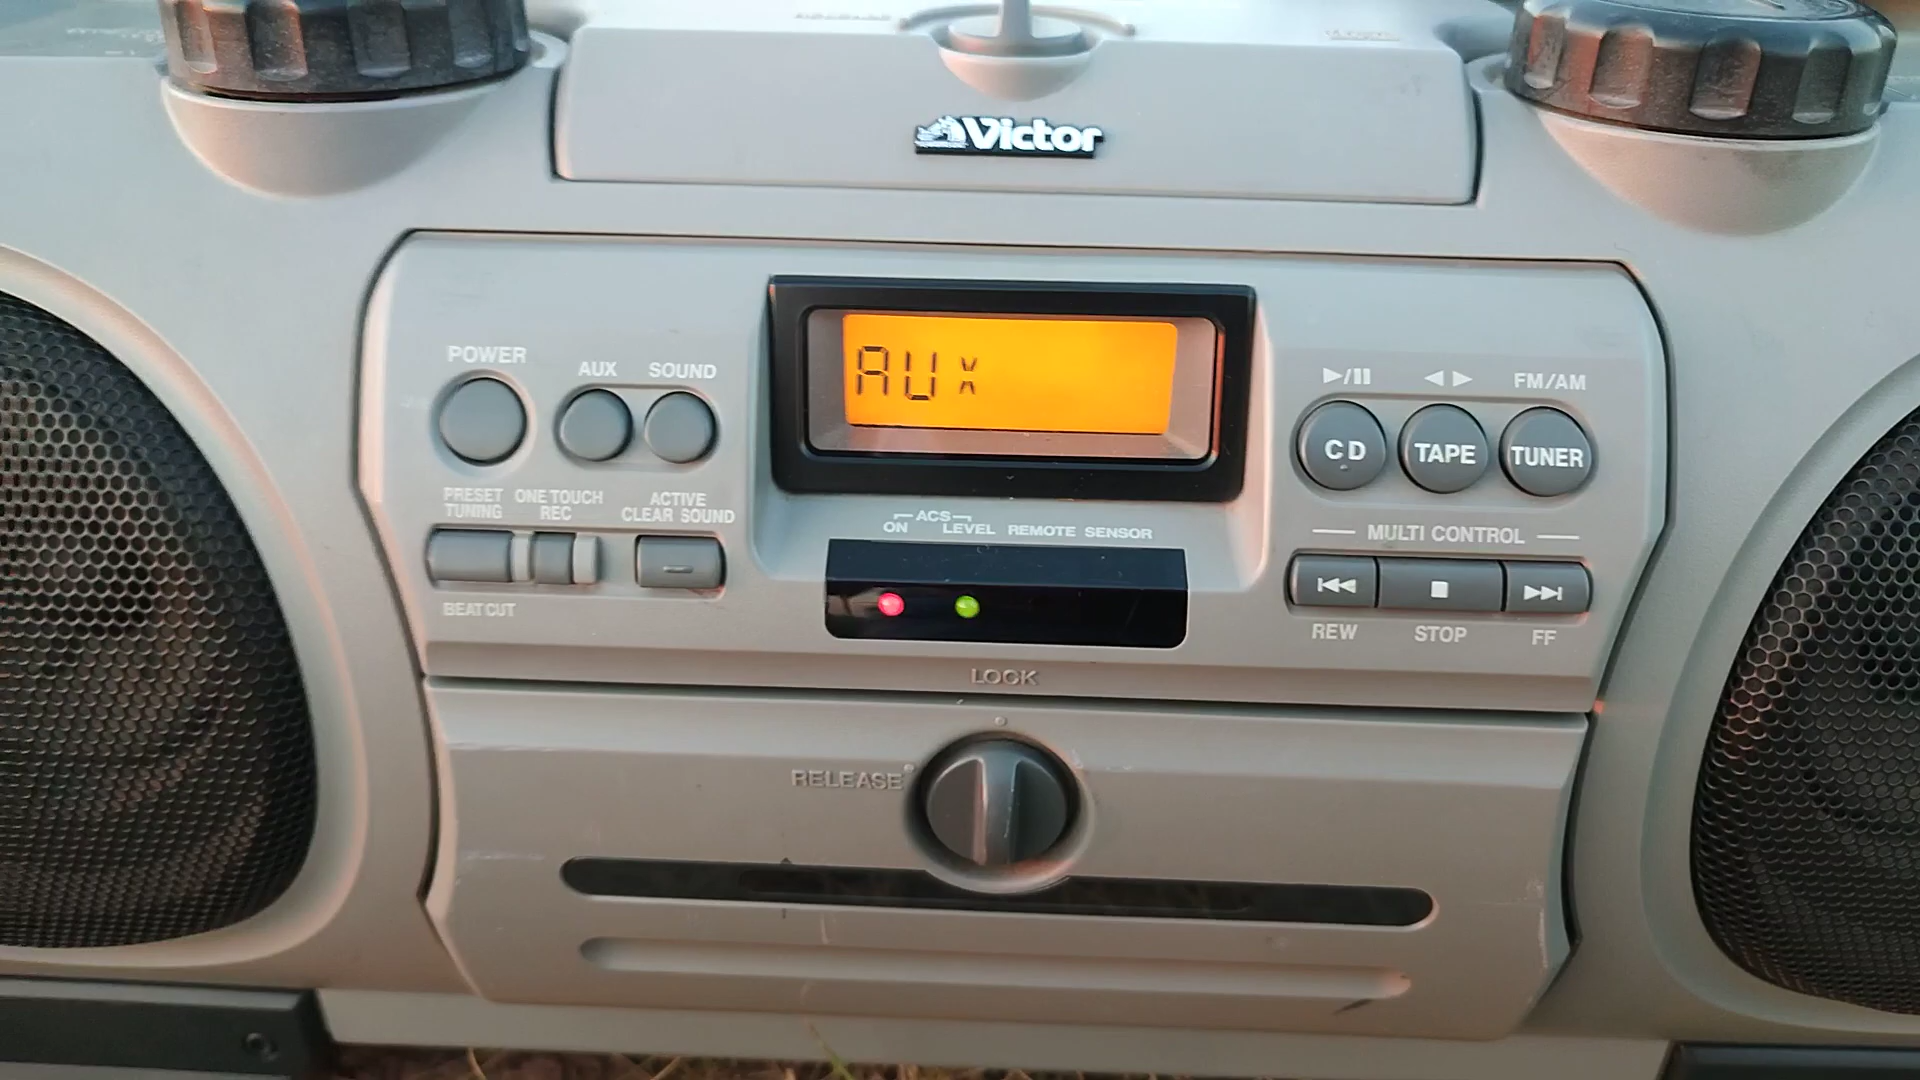 Victor
POWER
AUX
SOUND
AUX
▶/II
◀ ▶
FM/AM
CD
TAPE
TUNER
PRESET TUNING
ONE TOUCH REC
ACTIVE CLEAR SOUND
ACS
ON
LEVEL
REMOTE SENSOR
MULTI CONTROL
BEAT CUT
REW
STOP
FF
LOCK
RELEASE